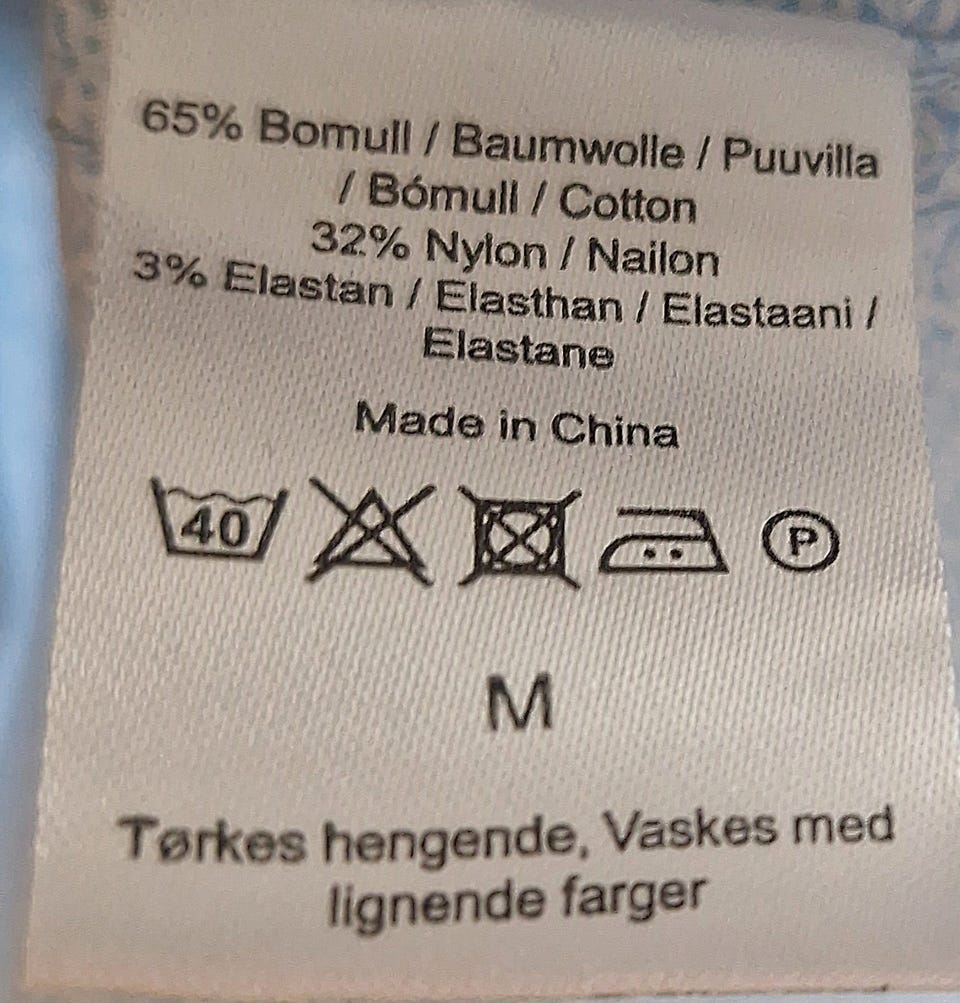 65% Bomull / Baumwolle / Puuvilla
/ Bómull / Cotton
32% Nylon / Nailon
3% Elastan / Elasthan / Elastaani /
Elastane
Made in China
40 P
M
Tørkes hengende, Vaskes med
lignende farger